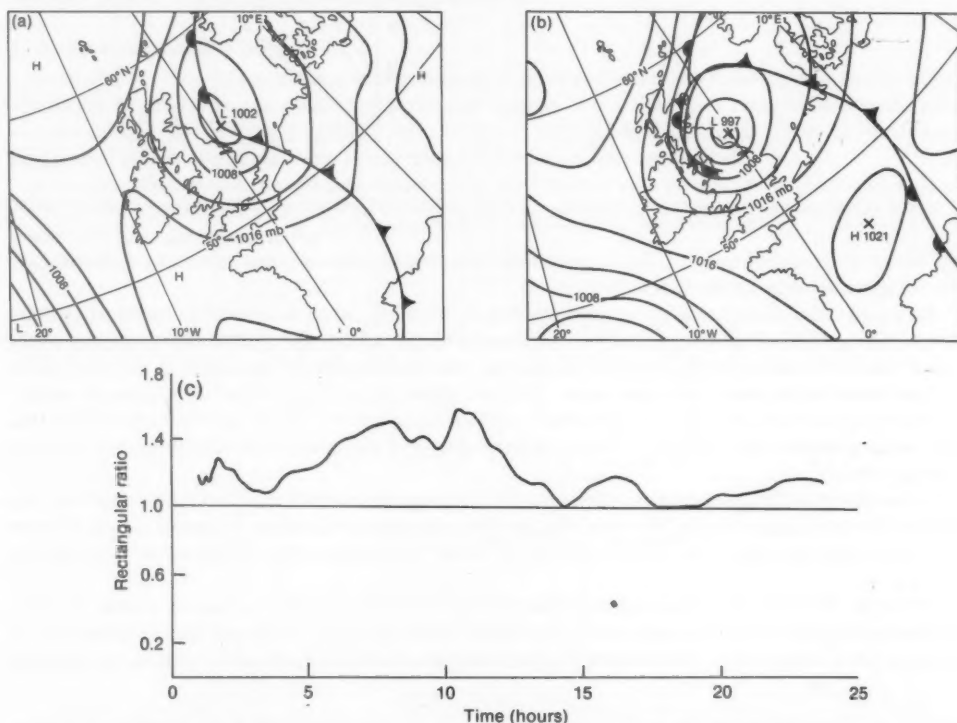 (a)
10° E
H
60° N
H
L 1002
1008
50°
1016 mb
H
1008
L
20°
10°W
0°
(b)
10° E
60° N
L 997
1008
1016 mb
50°
H 1021
1016
1008
20°
10°W
0°
(c)
1.8
1.4
1.0
0.6
0.2
Rectangular ratio
0
5
10
15
20
25
Time (hours)